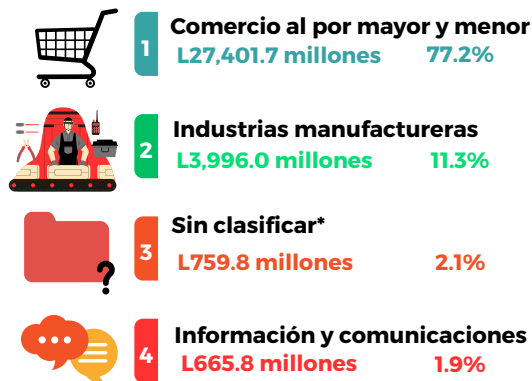 1
Comercio al por mayor y menor
L27,401.7 millones 77.2%
2
Industrias manufactureras
L3,996.0 millones 11.3%
3
Sin clasificar*
L759.8 millones 2.1%
?
4
Información y comunicaciones
L665.8 millones 1.9%